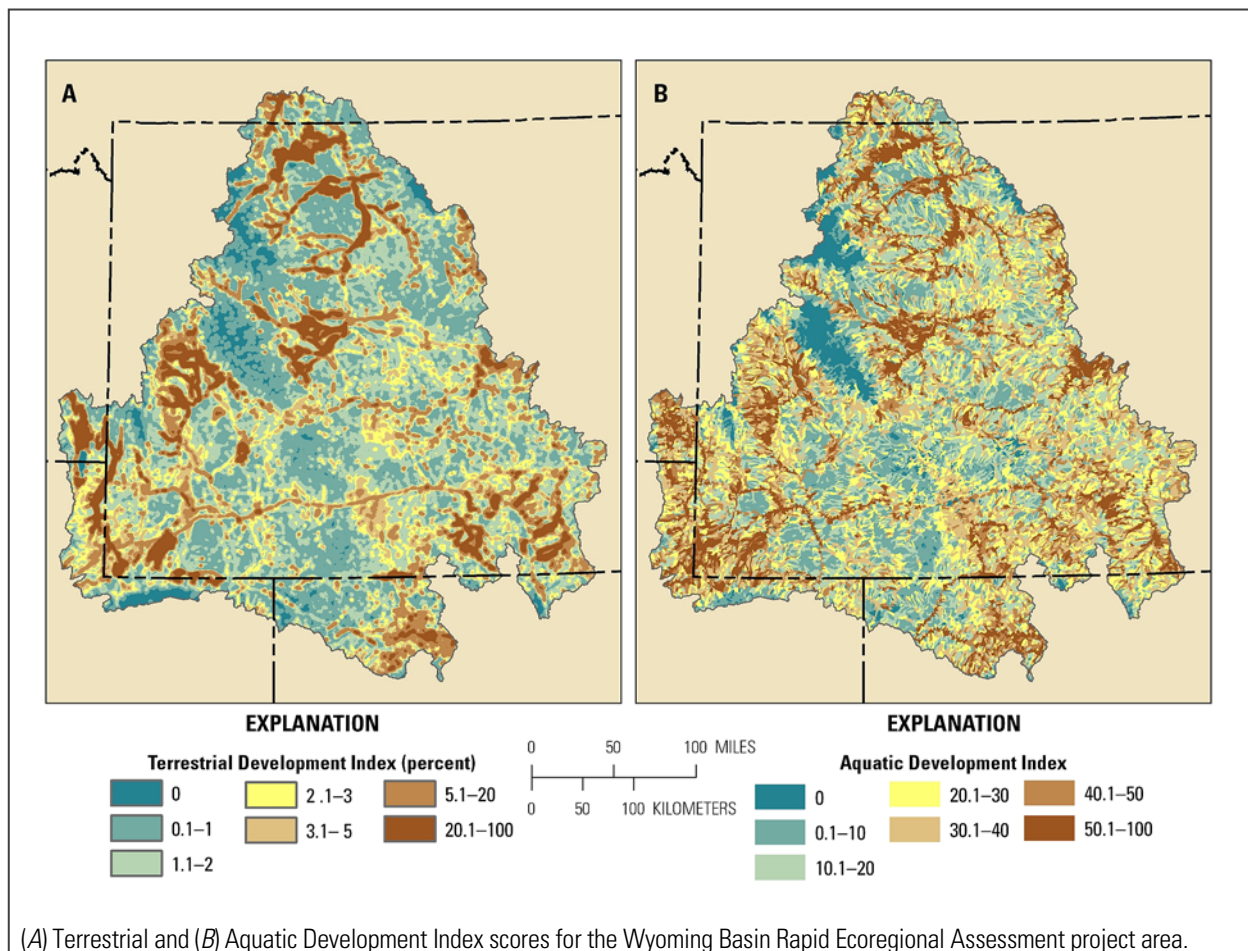 A
B
EXPLANATION
Terrestrial Development Index (percent)
0
0.1–1
1.1–2
2 .1–3
3.1– 5
5.1–20
20.1–100
0 50 100 MILES
0 50 100 KILOMETERS
EXPLANATION
Aquatic Development Index
0
0.1–10
10.1–20
20.1–30
30.1–40
40.1–50
50.1–100
(A) Terrestrial and (B) Aquatic Development Index scores for the Wyoming Basin Rapid Ecoregional Assessment project area.